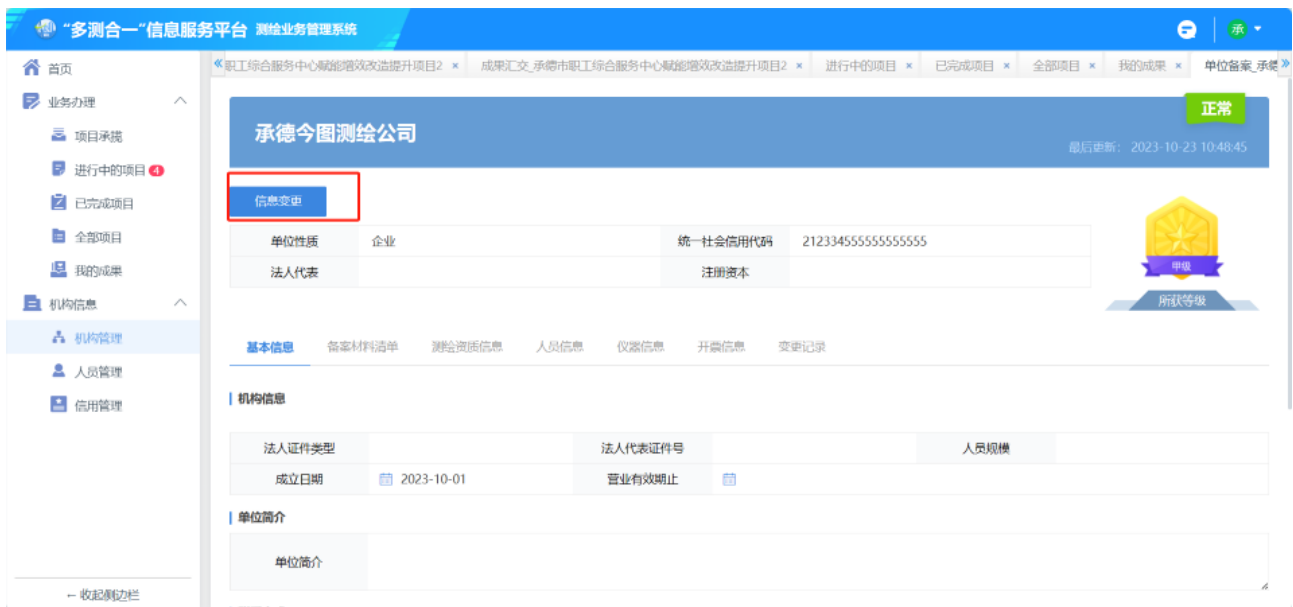 “多测合一“信息服务平台 测绘业务管理系统
承
首页
职工综合服务中心赋能增效改造提升项目2 ×
成果汇交_承德市职工综合服务中心赋能增效改造提升项目2 ×
进行中的项目 ×
已完成项目 ×
全部项目 ×
我的成果 ×
单位备案_承德
业务办理
项目承揽
进行中的项目 4
已完成项目
全部项目
我的成果
机构信息
机构管理
人员管理
信用管理
← 收起侧边栏
正常
承德今图测绘公司
最后更新: 2023-10-23 10:48:45
信息变更
单位性质 企业 统一社会信用代码 212334555555555555
法人代表 注册资本
甲级
所获等级
基本信息 备案材料清单 测绘资质信息 人员信息 仪器信息 开票信息 变更记录
机构信息
法人证件类型 法人代表证件号 人员规模
成立日期 2023-10-01 营业有效期止
单位简介
单位简介